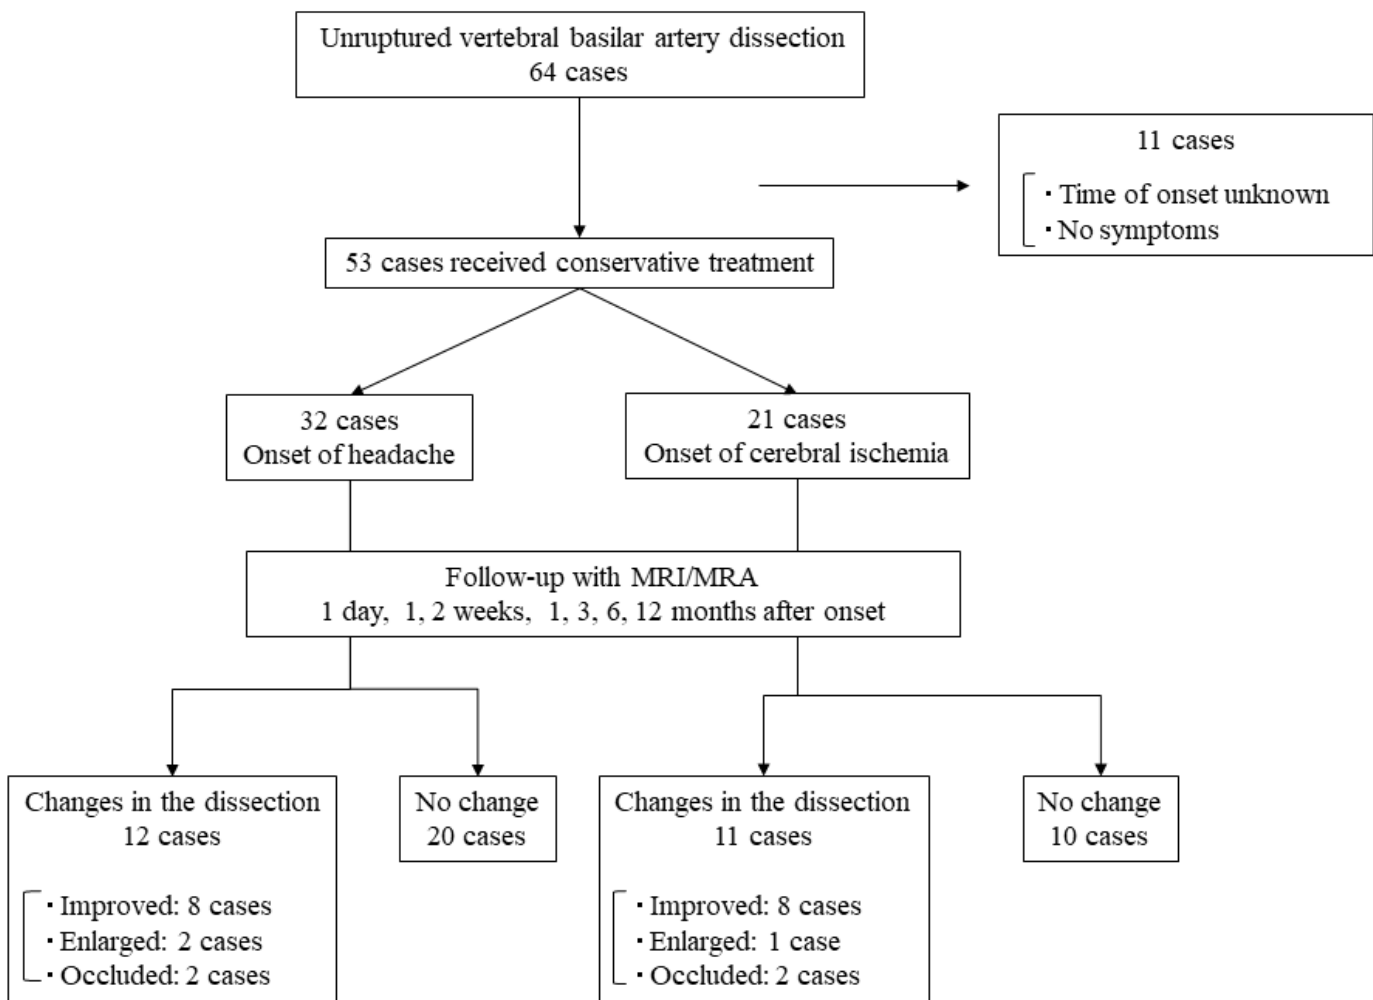 Unruptured vertebral basilar artery dissection
64 cases
11 cases
・Time of onset unknown
・No symptoms
53 cases received conservative treatment
32 cases
Onset of headache
21 cases
Onset of cerebral ischemia
Follow-up with MRI/MRA
1 day, 1, 2 weeks, 1, 3, 6, 12 months after onset
Changes in the dissection
12 cases
・Improved: 8 cases
・Enlarged: 2 cases
・Occluded: 2 cases
No change
20 cases
Changes in the dissection
11 cases
・Improved: 8 cases
・Enlarged: 1 case
・Occluded: 2 cases
No change
10 cases